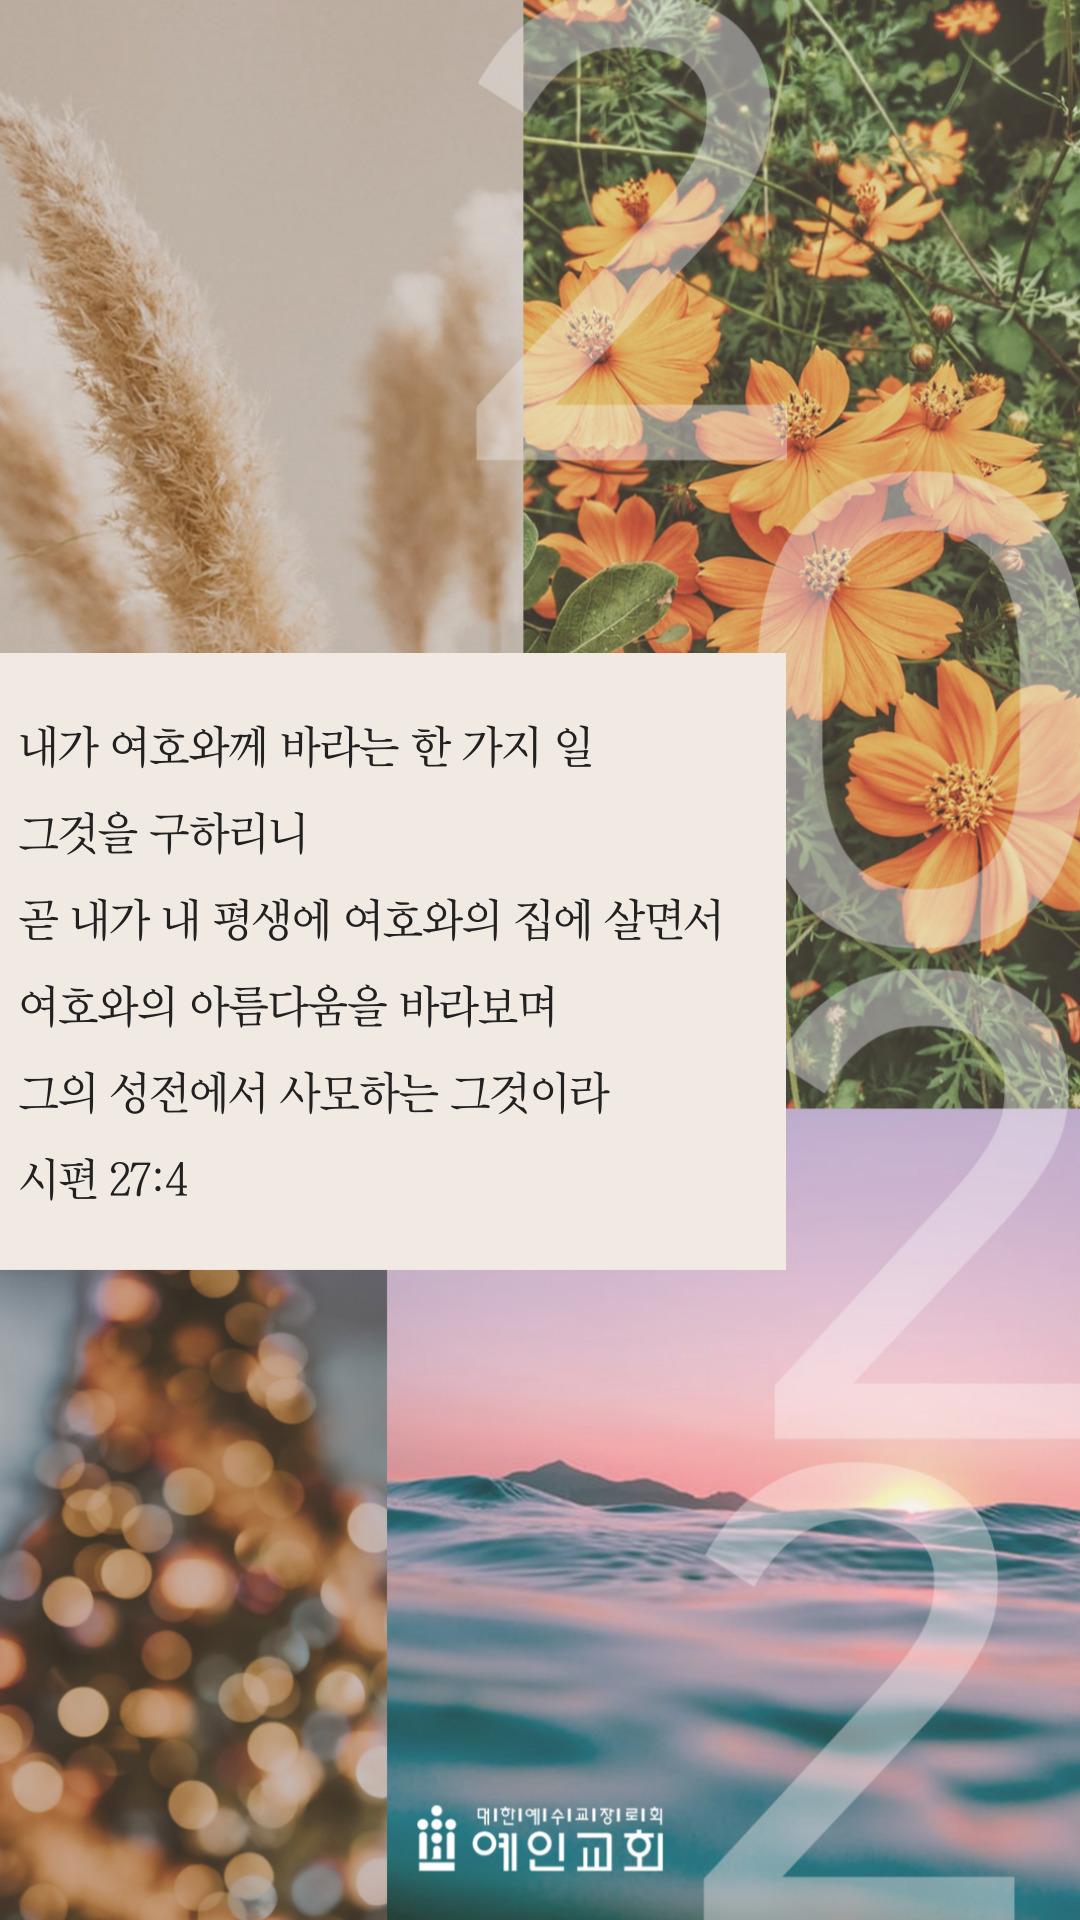 2
0
2
2
내가 여호와께 바라는 한 가지 일
그것을 구하리니
곧 내가 내 평생에 여호와의 집에 살면서
여호와의 아름다움을 바라보며
그의 성전에서 사모하는 그것이라
시편 27:4
대한예수교장로회
예인교회